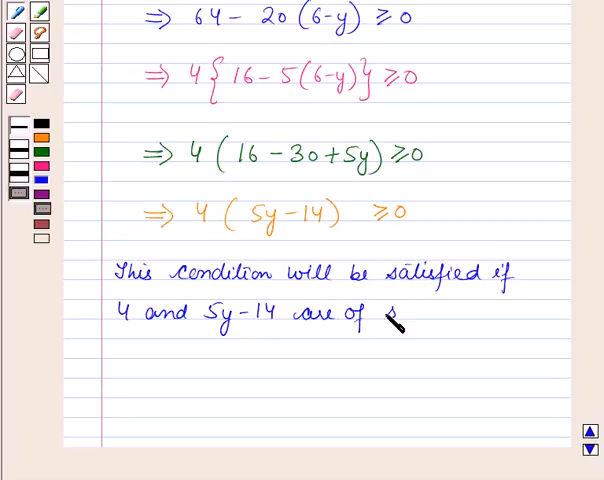 ⇒ 64 - 20 (6-y) ≥ 0
⇒ 4 { 16 - 5 (6-y) } ≥ 0
⇒ 4 ( 16 - 30 + 5y ) ≥ 0
⇒ 4 ( 5y - 14 ) ≥ 0
This condition will be satisfied if
4 and 5y - 14 are of s